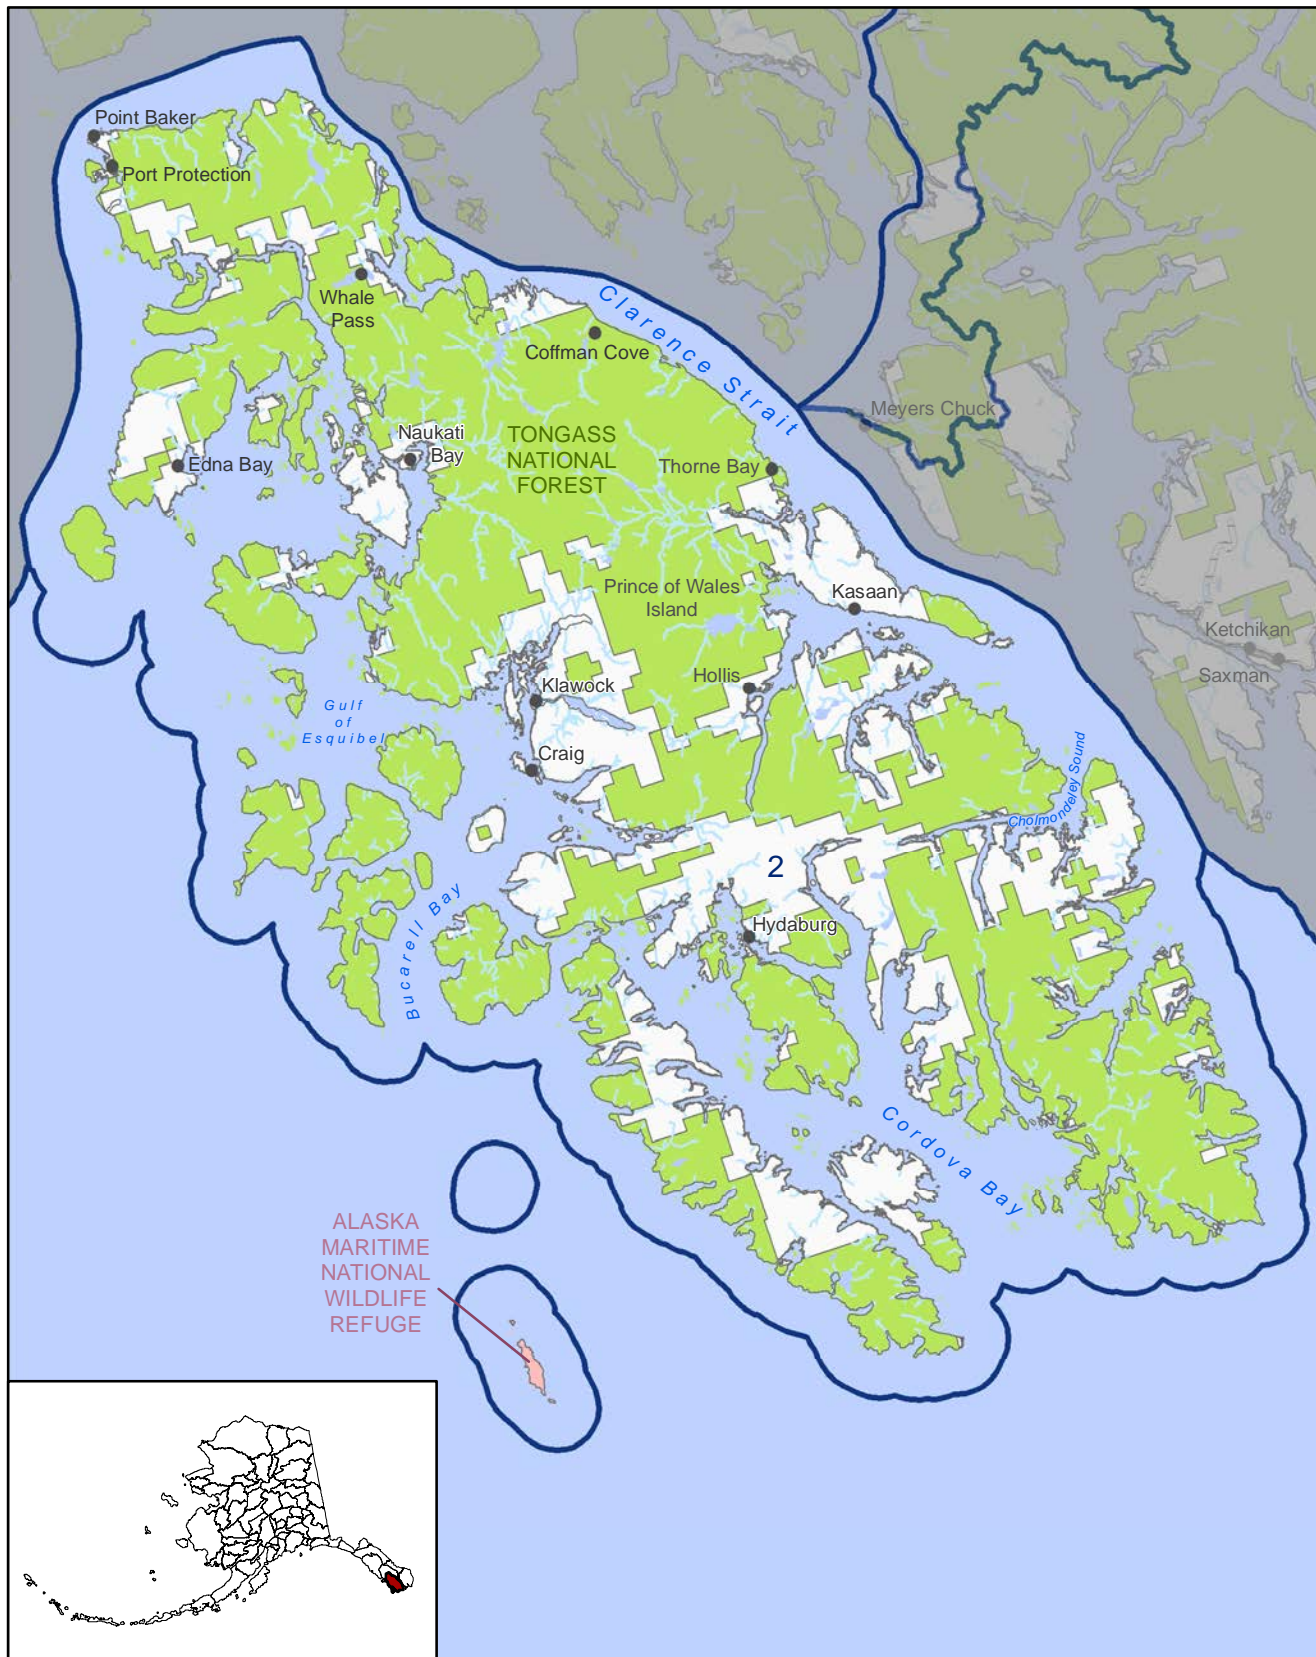 Point Baker
Port Protection
Whale
Pass
Clarence Strait
Coffman Cove
Meyers Chuck
Naukati
Bay
TONGASS
NATIONAL
FOREST
Edna Bay
Thorne Bay
Prince of Wales
Island
Kasaan
Ketchikan
Saxman
Hollis
Klawock
Gulf
of
Esquibel
Craig
Cholmondeley Sound
2
Bucarell Bay
Hydaburg
Cordova Bay
ALASKA
MARITIME
NATIONAL
WILDLIFE
REFUGE